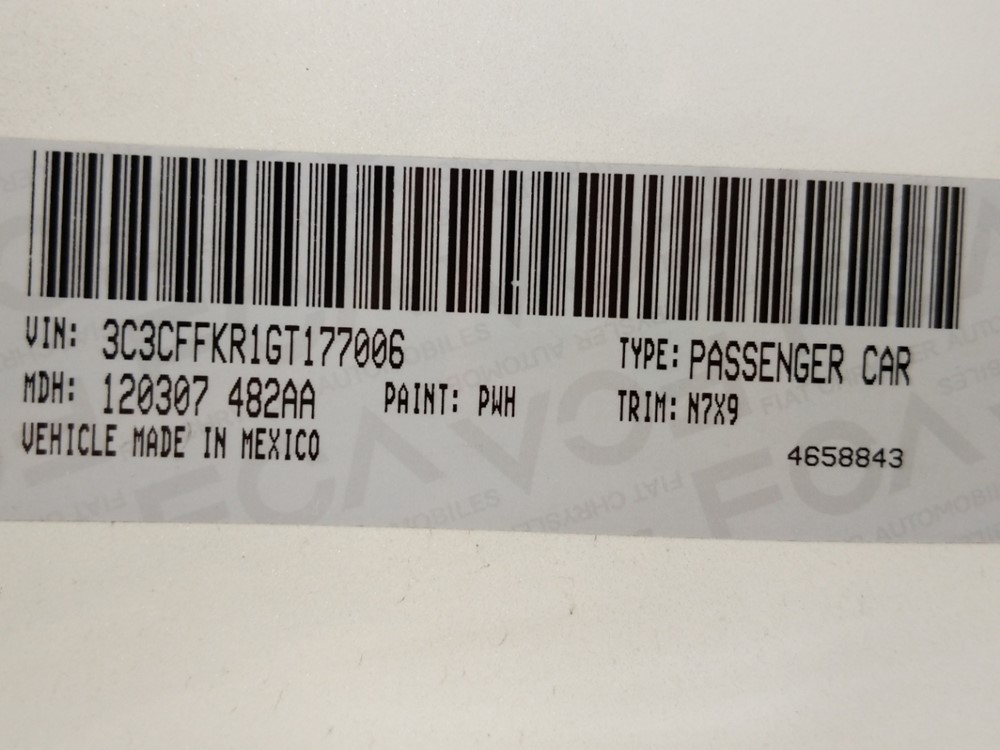 VIN: 3C3CFFKR1GT177006
TYPE: PASSENGER CAR
MDH: 120307 482AA
PAINT: PWH
TRIM: N7X9
VEHICLE MADE IN MEXICO
4658843